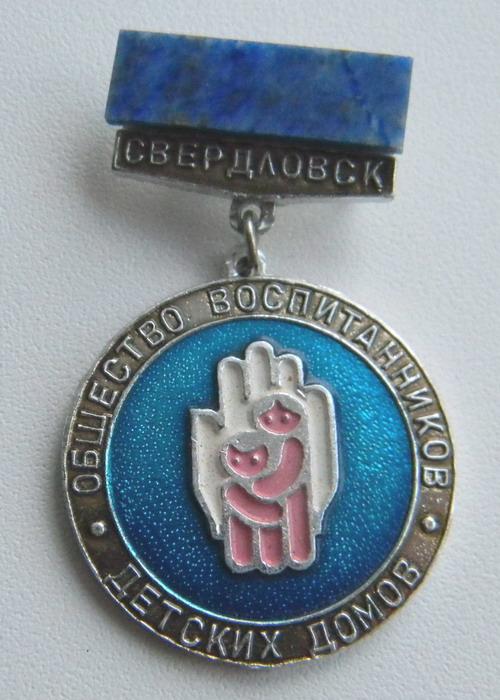 СВЕРДЛОВСК
ОБЩЕСТВО ВОСПИТАННИКОВ
ДЕТСКИХ ДОМОВ